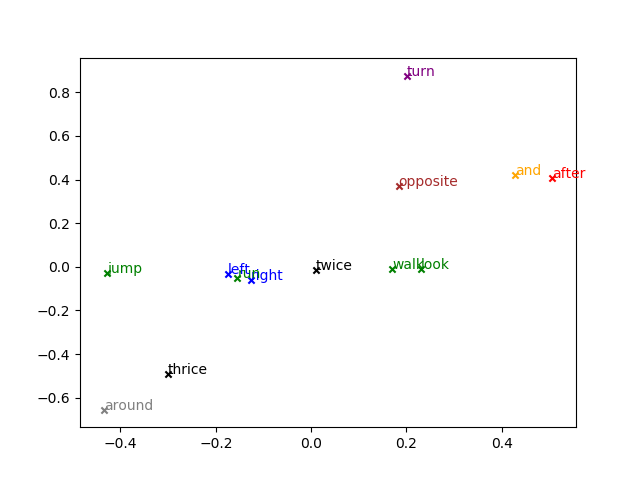 turn
0.8
0.6
and
after
opposite
0.4
0.2
0.0
jump
left
run
right
twice
walk
look
−0.2
−0.4
thrice
−0.6
around
−0.4
−0.2
0.0
0.2
0.4